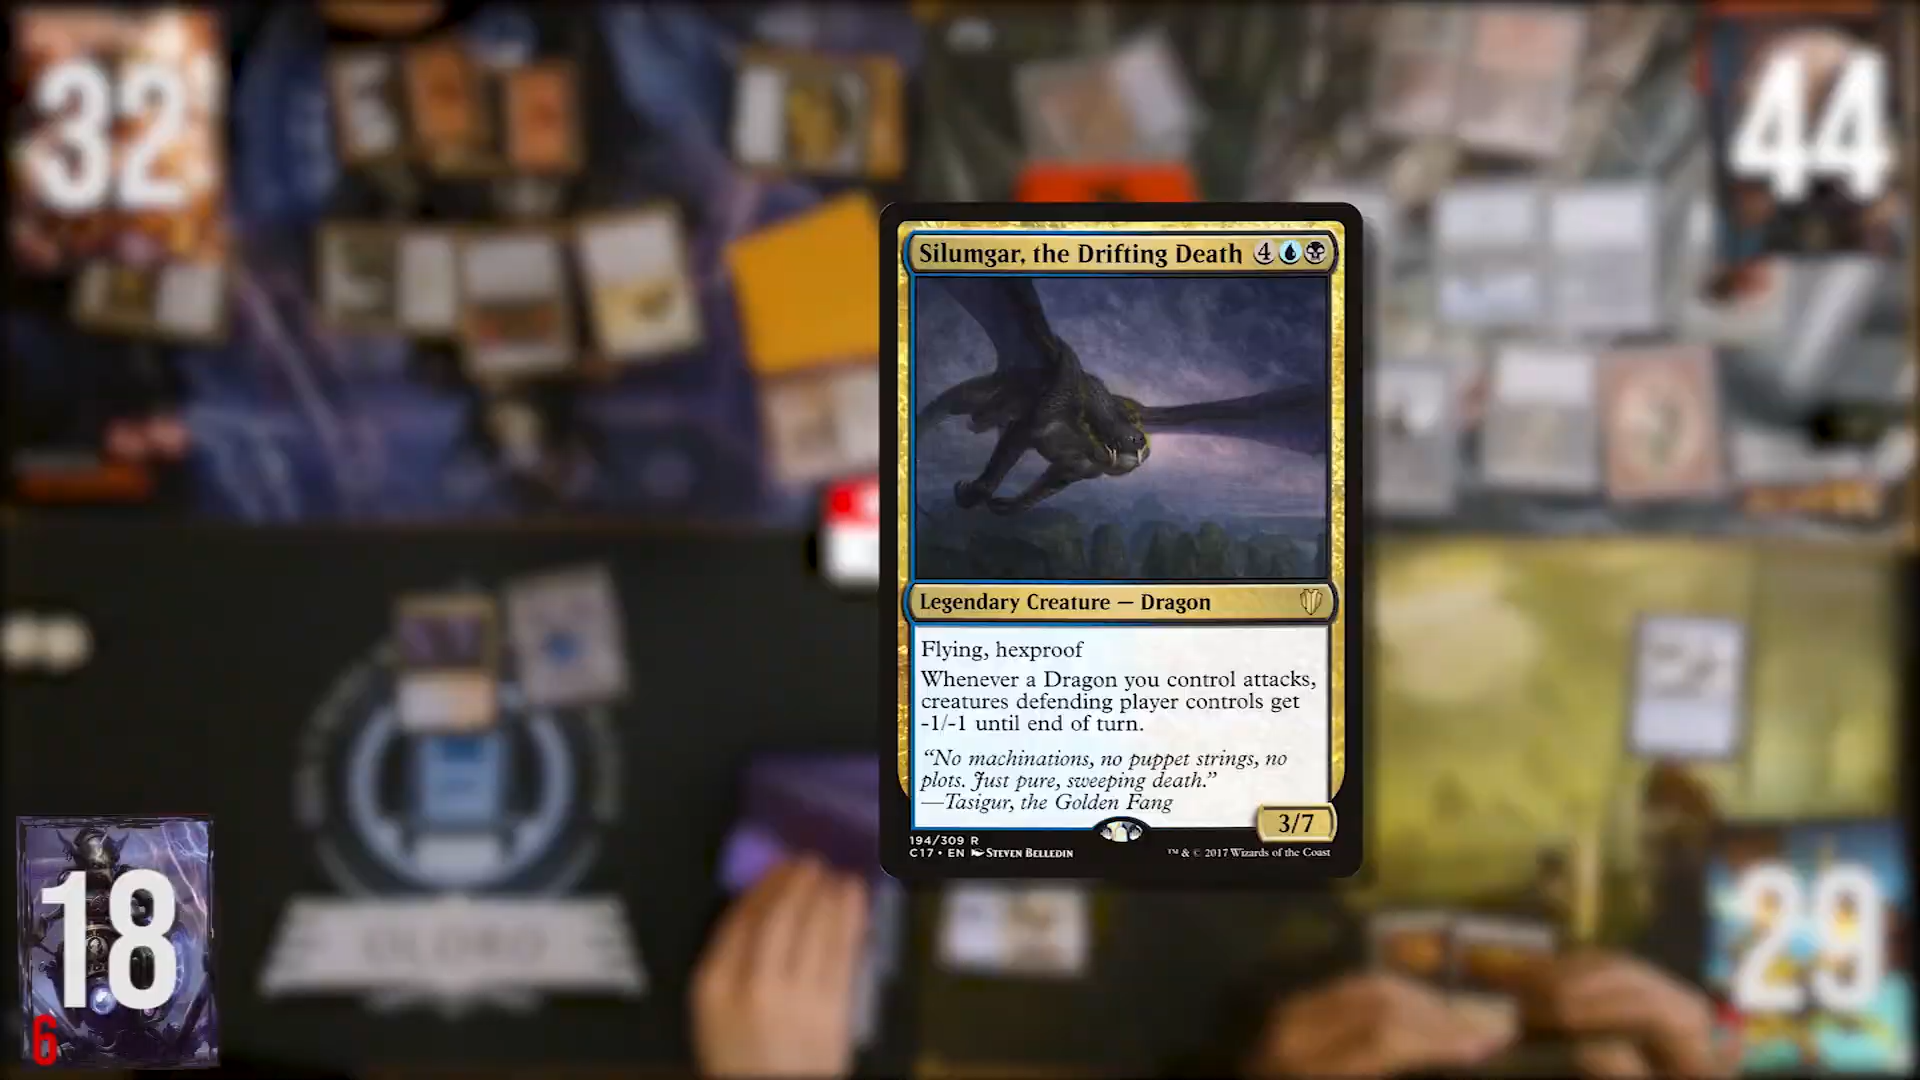 32
44
Silumgar, the Drifting Death 4
Legendary Creature — Dragon
Flying, hexproof
Whenever a Dragon you control attacks,
creatures defending player controls get
-1/-1 until end of turn.
“No machinations, no puppet strings, no
plots. Just pure, sweeping death.”
—Tasigur, the Golden Fang
3/7
194/309 R
C17 • EN Steven Belledin
™ & © 2017 Wizards of the Coast
18
6
29